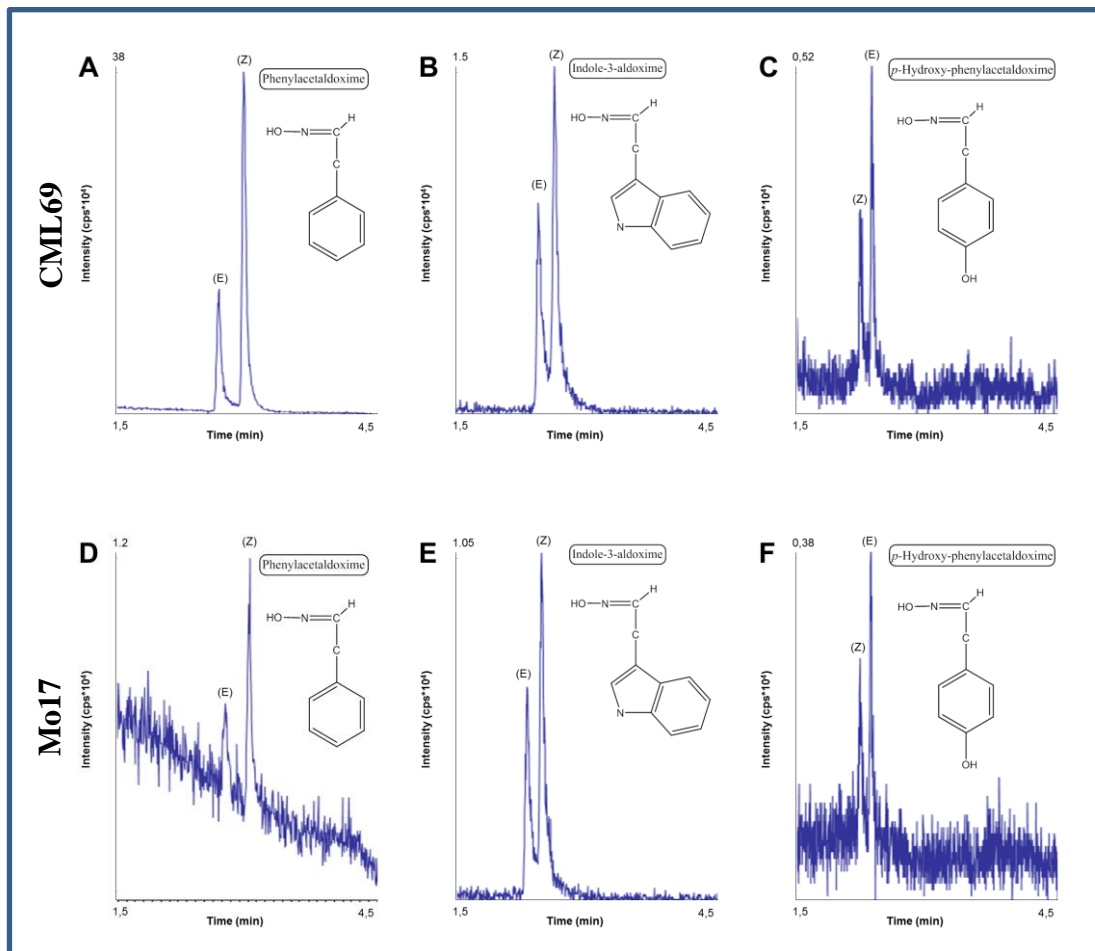 CML69
A
38
(Z)
Phenylacetaldoxime
HO N C H
C
(E)
Intensity (cps*10⁴)
1,5
Time (min)
4,5
B
1.5
(Z)
Indole-3-aldoxime
HO N C H
C
N
(E)
Intensity (cps*10⁴)
1,5
Time (min)
4,5
C
0,52
(E)
p-Hydroxy-phenylacetaldoxime
HO N C H
C
OH
(Z)
Intensity (cps*10⁴)
1,5
Time (min)
4,5
Mo17
D
1.2
(Z)
Phenylacetaldoxime
HO N C H
C
(E)
Intensity (cps*10⁴)
1,5
Time (min)
4,5
E
1.05
(Z)
Indole-3-aldoxime
HO N C H
C
N
(E)
Intensity (cps*10⁴)
1,5
Time (min)
4,5
F
0,38
(E)
p-Hydroxy-phenylacetaldoxime
HO N C H
C
OH
(Z)
Intensity (cps*10⁴)
1,5
Time (min)
4,5